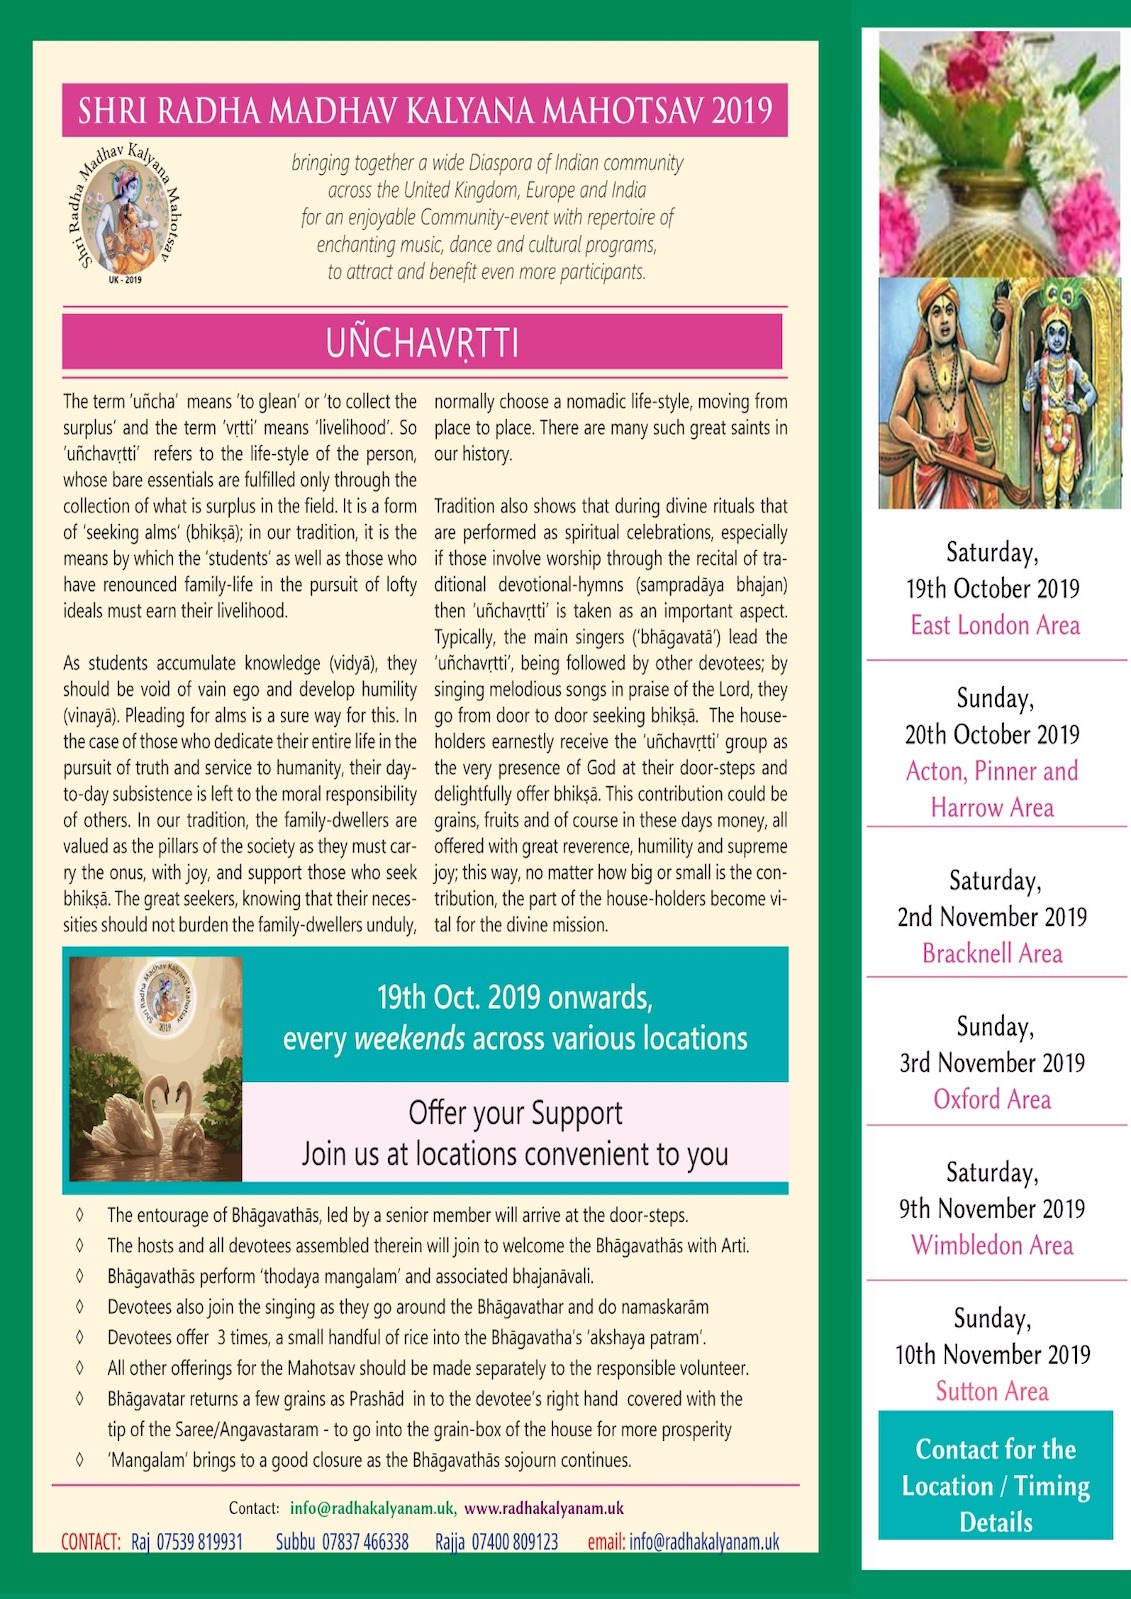 SHRI RADHA MADHAV KALYANA MAHOTSAV 2019
Shri Radha Madhav Kalyana Mahotsav
UK - 2019
bringing together a wide Diaspora of Indian community
across the United Kingdom, Europe and India
for an enjoyable Community-event with repertoire of
enchanting music, dance and cultural programs,
to attract and benefit even more participants.
UÑCHAVṚTTI
The term 'uñcha' means 'to glean' or 'to collect the
surplus' and the term 'vṛtti' means 'livelihood'. So
'uñchavṛtti' refers to the life-style of the person,
whose bare essentials are fulfilled only through the
collection of what is surplus in the field. It is a form
of 'seeking alms' (bhikṣā); in our tradition, it is the
means by which the 'students' as well as those who
have renounced family-life in the pursuit of lofty
ideals must earn their livelihood.
As students accumulate knowledge (vidyā), they
should be void of vain ego and develop humility
(vinayā). Pleading for alms is a sure way for this. In
the case of those who dedicate their entire life in the
pursuit of truth and service to humanity, their day-
to-day subsistence is left to the moral responsibility
of others. In our tradition, the family-dwellers are
valued as the pillars of the society as they must car-
ry the onus, with joy, and support those who seek
bhikṣā. The great seekers, knowing that their neces-
sities should not burden the family-dwellers unduly,
normally choose a nomadic life-style, moving from
place to place. There are many such great saints in
our history.
Tradition also shows that during divine rituals that
are performed as spiritual celebrations, especially
if those involve worship through the recital of tra-
ditional devotional-hymns (sampradāya bhajan)
then 'uñchavṛtti' is taken as an important aspect.
Typically, the main singers ('bhāgavatā') lead the
'uñchavṛtti', being followed by other devotees; by
singing melodious songs in praise of the Lord, they
go from door to door seeking bhikṣā. The house-
holders earnestly receive the 'uñchavṛtti' group as
the very presence of God at their door-steps and
delightfully offer bhikṣā. This contribution could be
grains, fruits and of course in these days money, all
offered with great reverence, humility and supreme
joy; this way, no matter how big or small is the con-
tribution, the part of the house-holders become vi-
tal for the divine mission.
Shri Radha Madhav Kalyana Mahotsav
2019
19th Oct. 2019 onwards,
every weekends across various locations
Offer your Support
Join us at locations convenient to you
◊ The entourage of Bhāgavathās, led by a senior member will arrive at the door-steps.
◊ The hosts and all devotees assembled therein will join to welcome the Bhāgavathās with Arti.
◊ Bhāgavathās perform 'thodaya mangalam' and associated bhajanāvali.
◊ Devotees also join the singing as they go around the Bhāgavathar and do namaskarām
◊ Devotees offer 3 times, a small handful of rice into the Bhāgavatha's 'akshaya patram'.
◊ All other offerings for the Mahotsav should be made separately to the responsible volunteer.
◊ Bhāgavatar returns a few grains as Prashād in to the devotee's right hand covered with the
tip of the Saree/Angavastaram - to go into the grain-box of the house for more prosperity
◊ 'Mangalam' brings to a good closure as the Bhāgavathās sojourn continues.
Contact: info@radhakalyanam.uk, www.radhakalyanam.uk
CONTACT: Raj 07539 819931 Subbu 07837 466338 Rajja 07400 809123 email: info@radhakalyanam.uk
Saturday,
19th October 2019
East London Area
Sunday,
20th October 2019
Acton, Pinner and
Harrow Area
Saturday,
2nd November 2019
Bracknell Area
Sunday,
3rd November 2019
Oxford Area
Saturday,
9th November 2019
Wimbledon Area
Sunday,
10th November 2019
Sutton Area
Contact for the
Location / Timing
Details